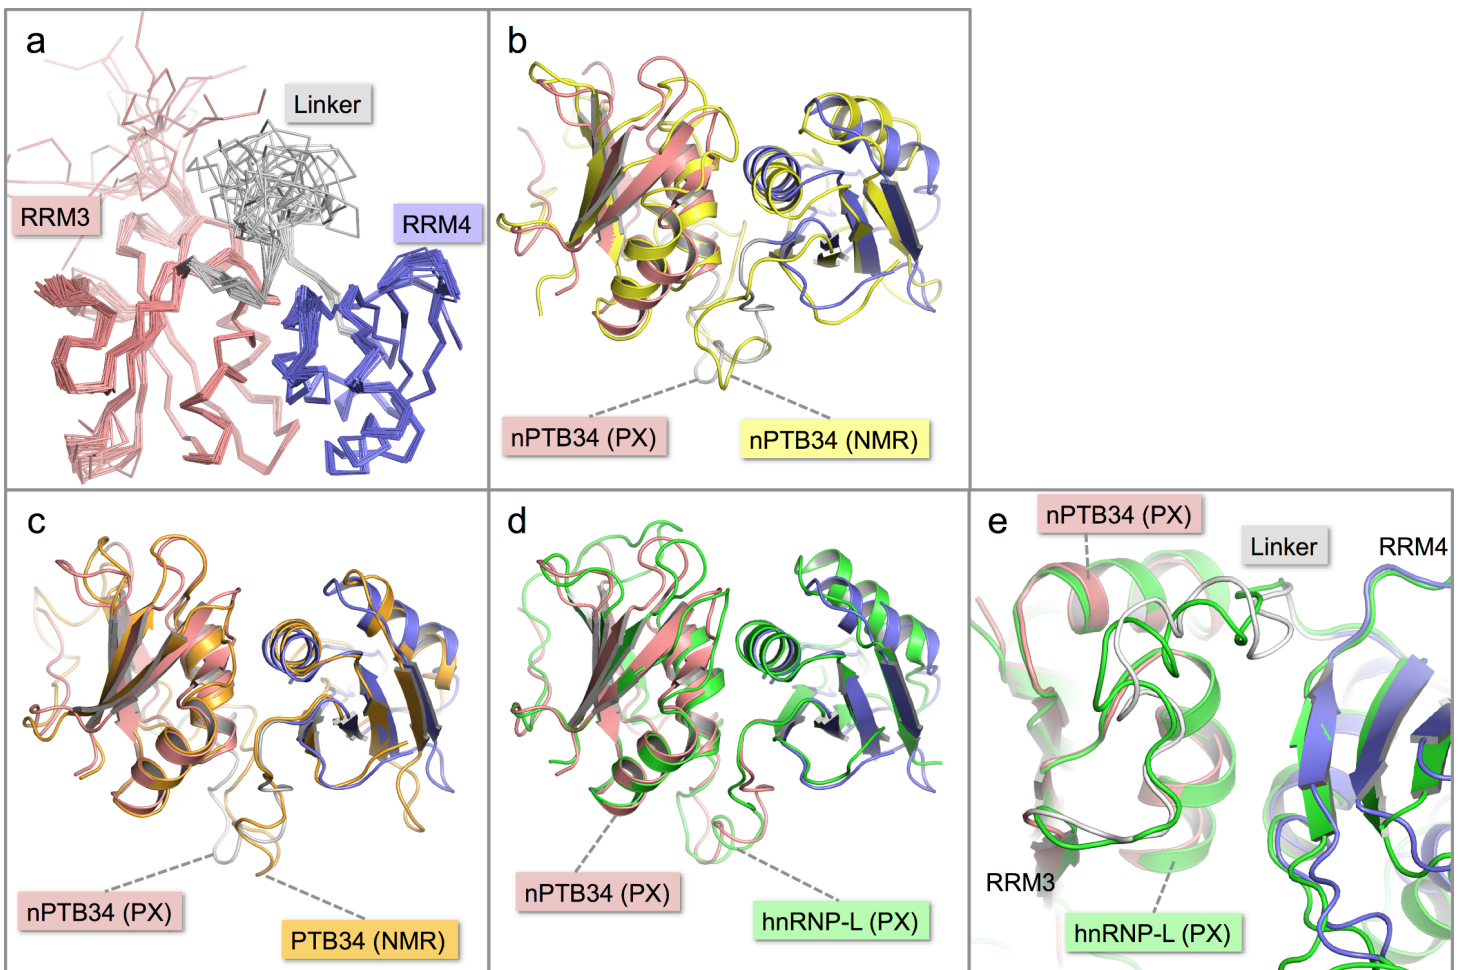 a
Linker
RRM3
RRM4
b
nPTB34 (PX)
nPTB34 (NMR)
c
nPTB34 (PX)
PTB34 (NMR)
d
nPTB34 (PX)
hnRNP-L (PX)
e
nPTB34 (PX)
Linker
RRM4
RRM3
hnRNP-L (PX)